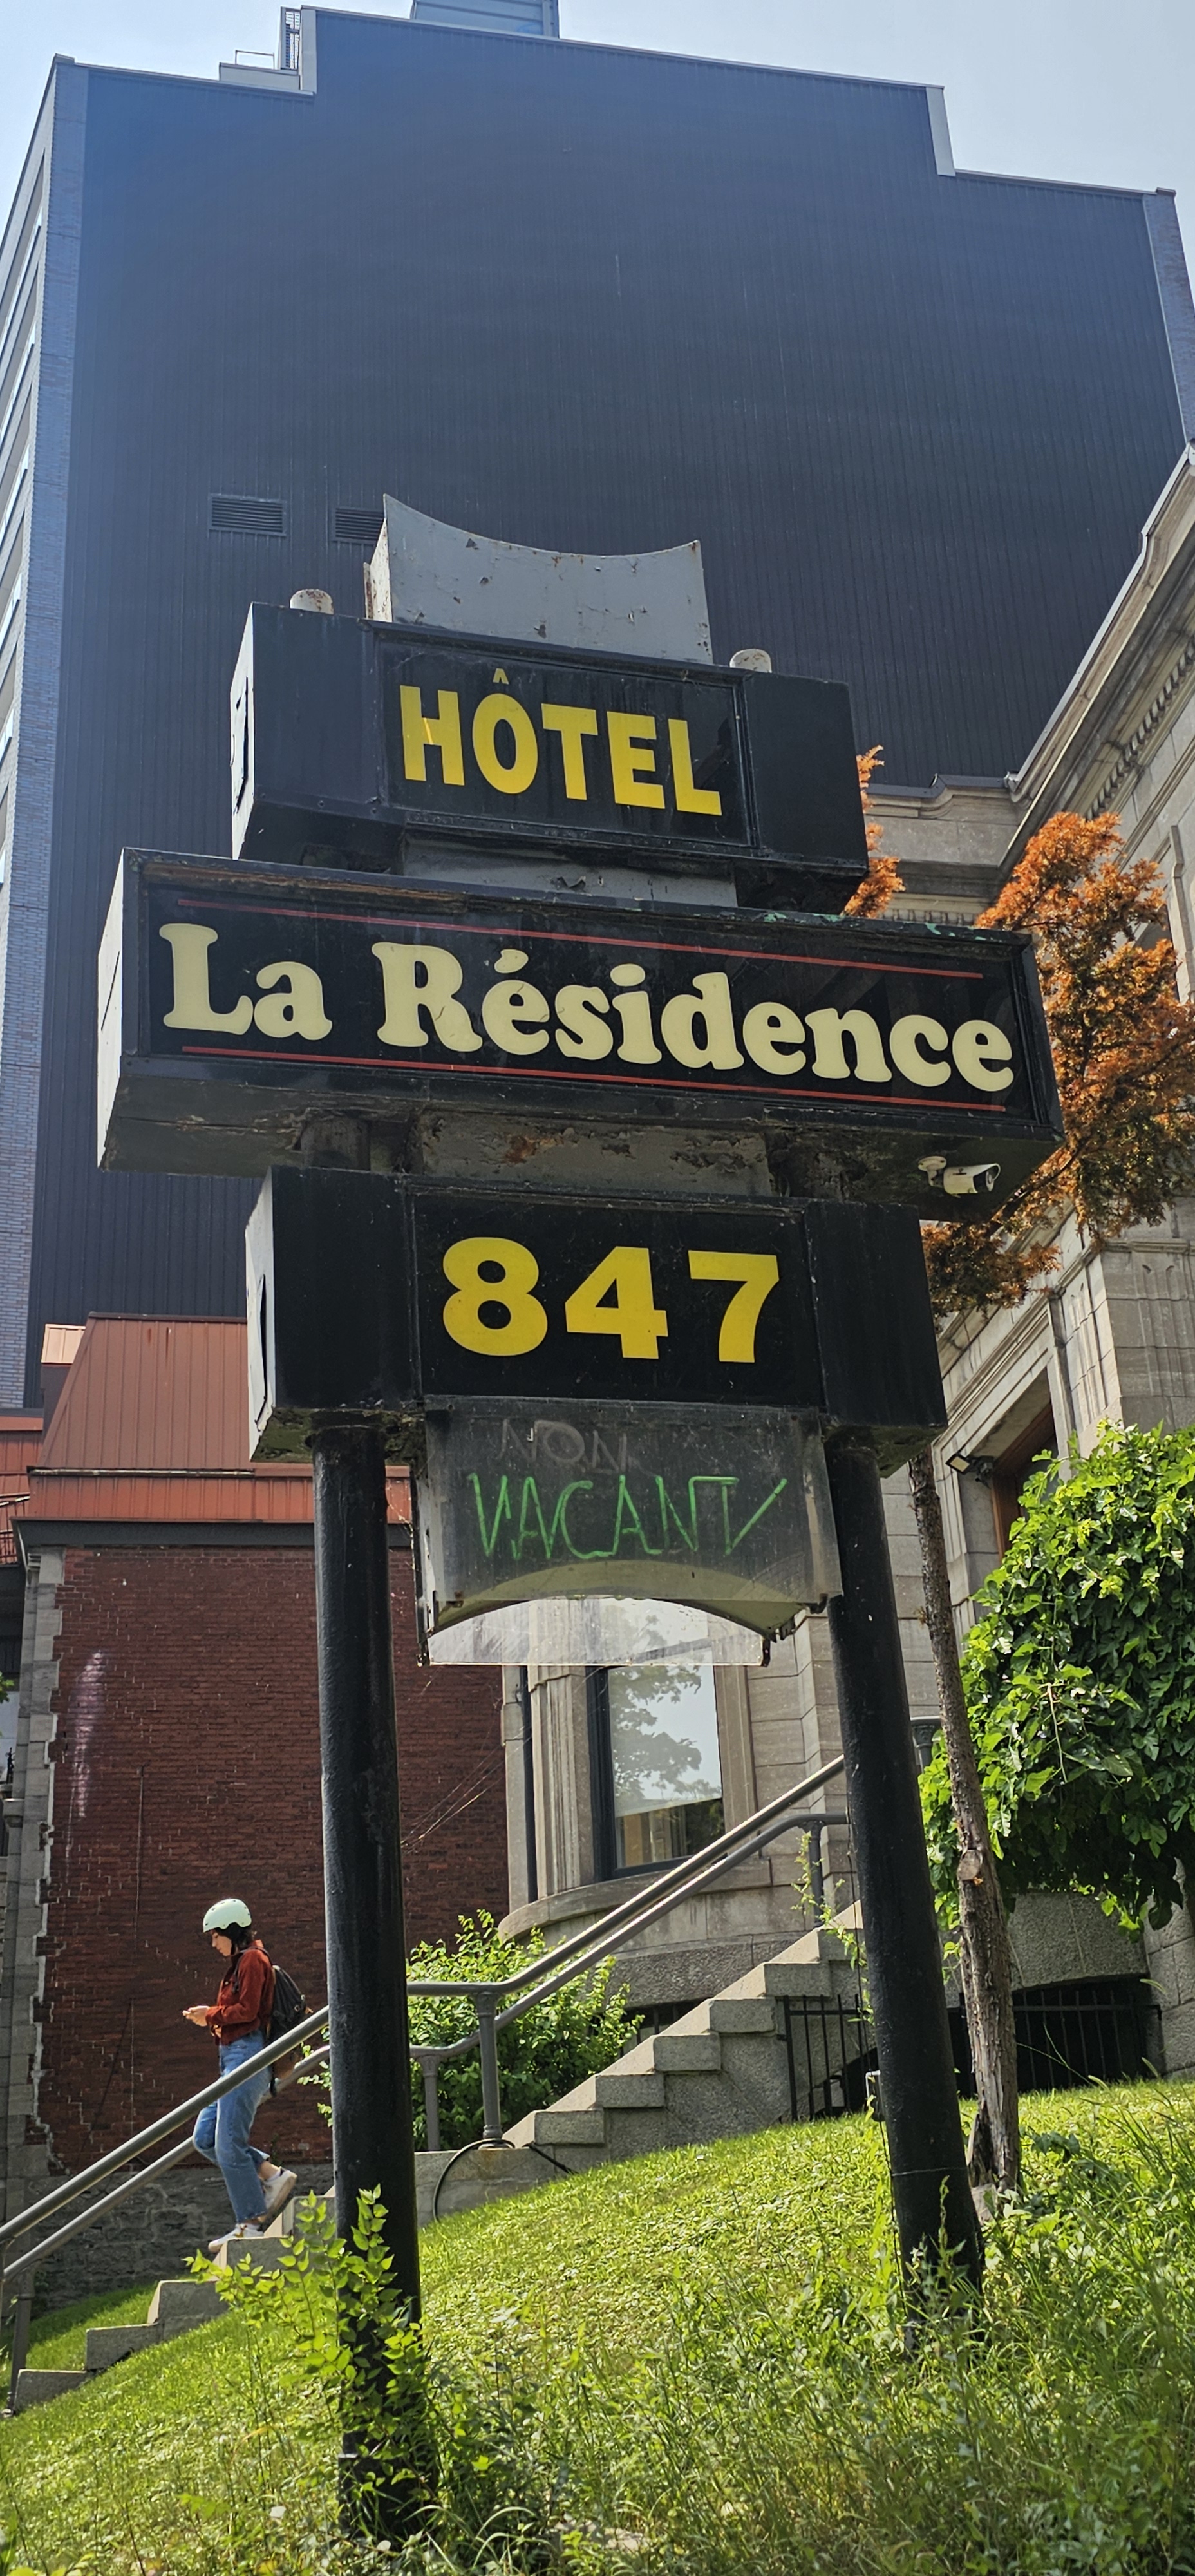 HÔTEL
La Résidence
847
NON
VACANT